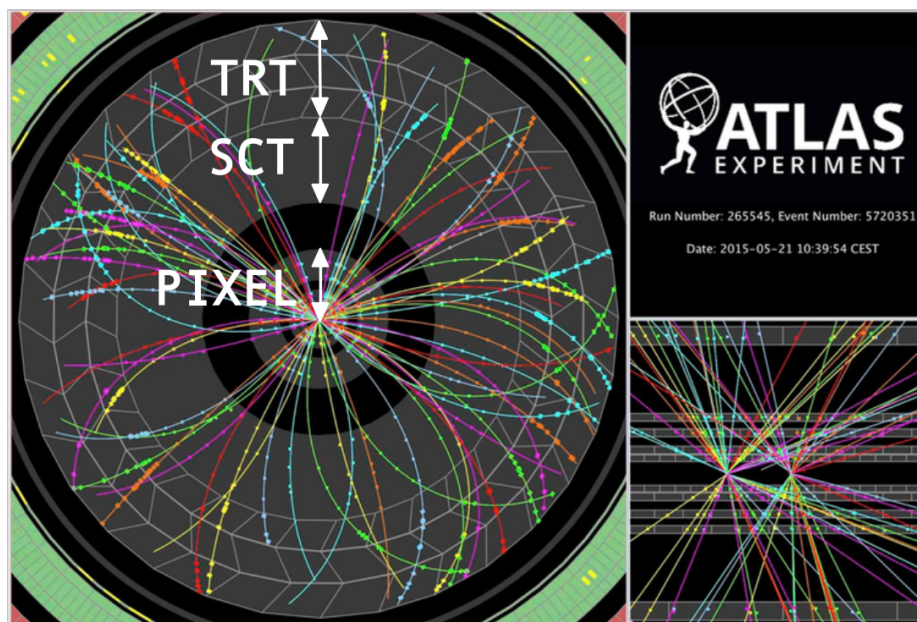 TRT
SCT
PIXEL
ATLAS
EXPERIMENT
Run Number: 265545, Event Number: 5720351
Date: 2015-05-21 10:39:54 CEST